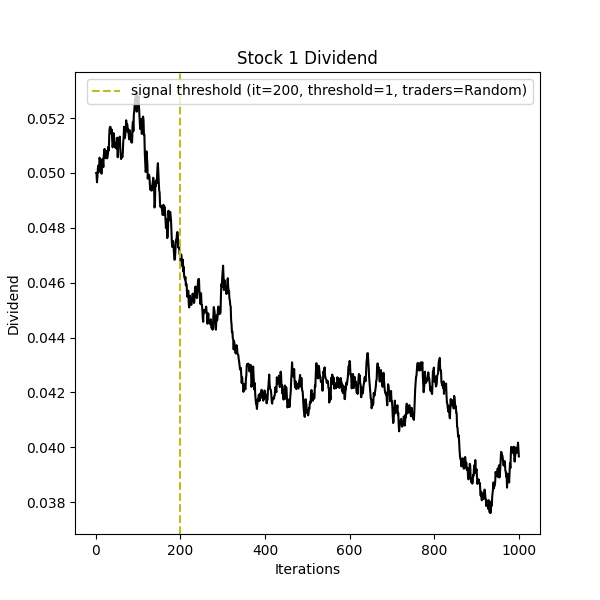 Stock 1 Dividend
signal threshold (it=200, threshold=1, traders=Random)
0.052
0.050
0.048
0.046
0.044
0.042
0.040
0.038
Dividend
0 200 400 600 800 1000
Iterations